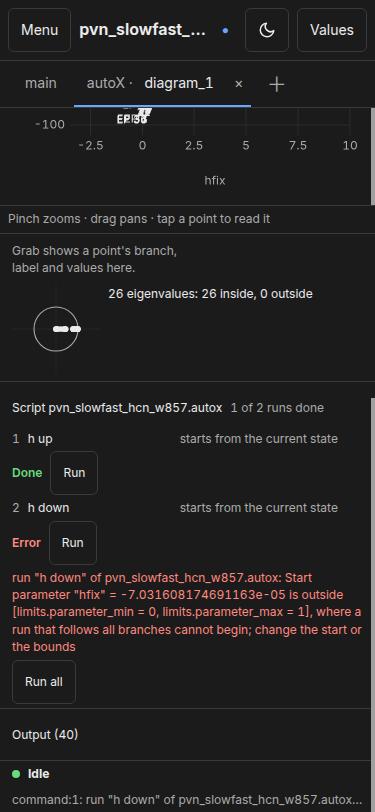 Menu
pvn_slowfast_...
Values
main
autoX · diagram_1 ×
-100
-2.5 0 2.5 5 7.5 10
hfix
Pinch zooms · drag pans · tap a point to read it
Grab shows a point's branch,
label and values here.
26 eigenvalues: 26 inside, 0 outside
Script pvn_slowfast_hcn_w857.autox 1 of 2 runs done
1 h up starts from the current state
Done Run
2 h down starts from the current state
Error Run
run "h down" of pvn_slowfast_hcn_w857.autox: Start
parameter "hfix" = -7.031608174691163e-05 is outside
[limits.parameter_min = 0, limits.parameter_max = 1], where a
run that follows all branches cannot begin; change the start or
the bounds
Run all
Output (40)
Idle
command:1: run "h down" of pvn_slowfast_hcn_w857.autox...